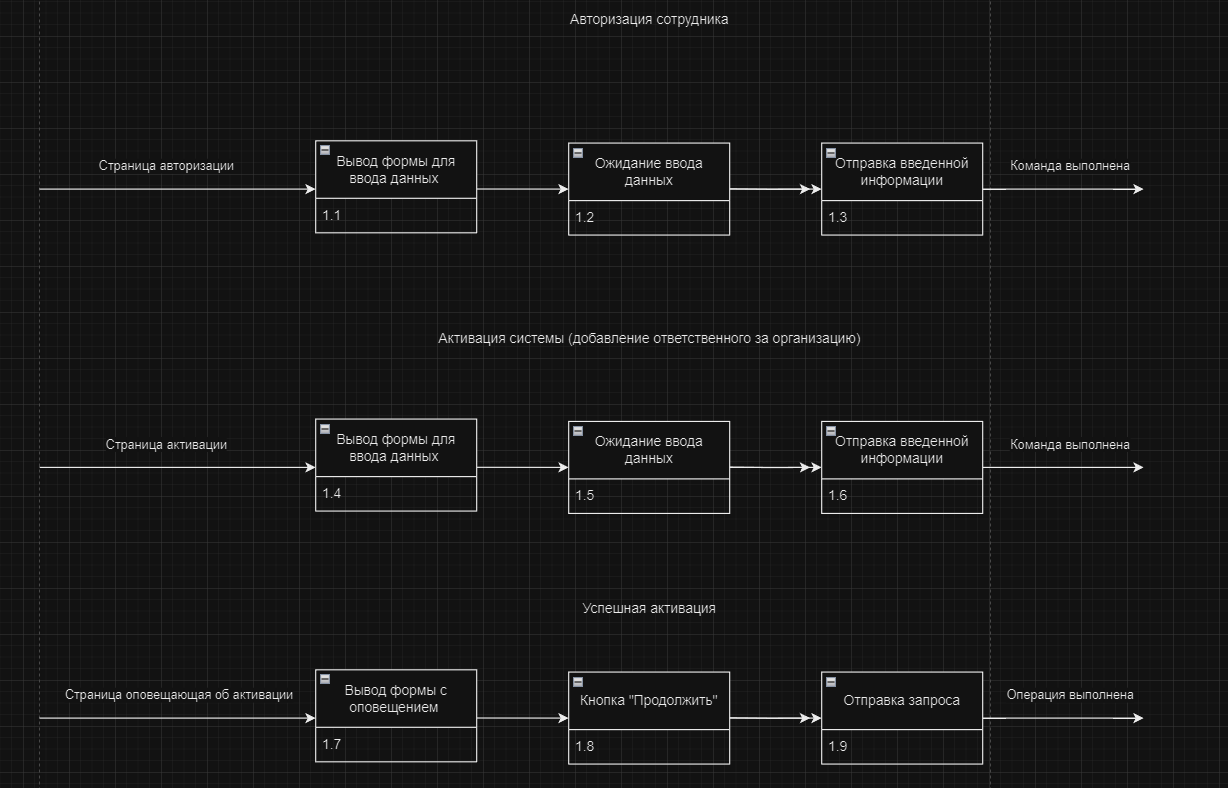 Авторизация сотрудника
Страница авторизации
Вывод формы для
ввода данных
1.1
Ожидание ввода
данных
1.2
Отправка введенной
информации
1.3
Команда выполнена
Активация системы (добавление ответственного за организацию)
Страница активации
Вывод формы для
ввода данных
1.4
Ожидание ввода
данных
1.5
Отправка введенной
информации
1.6
Команда выполнена
Успешная активация
Страница оповещающая об активации
Вывод формы с
оповещением
1.7
Кнопка "Продолжить"
1.8
Отправка запроса
1.9
Операция выполнена